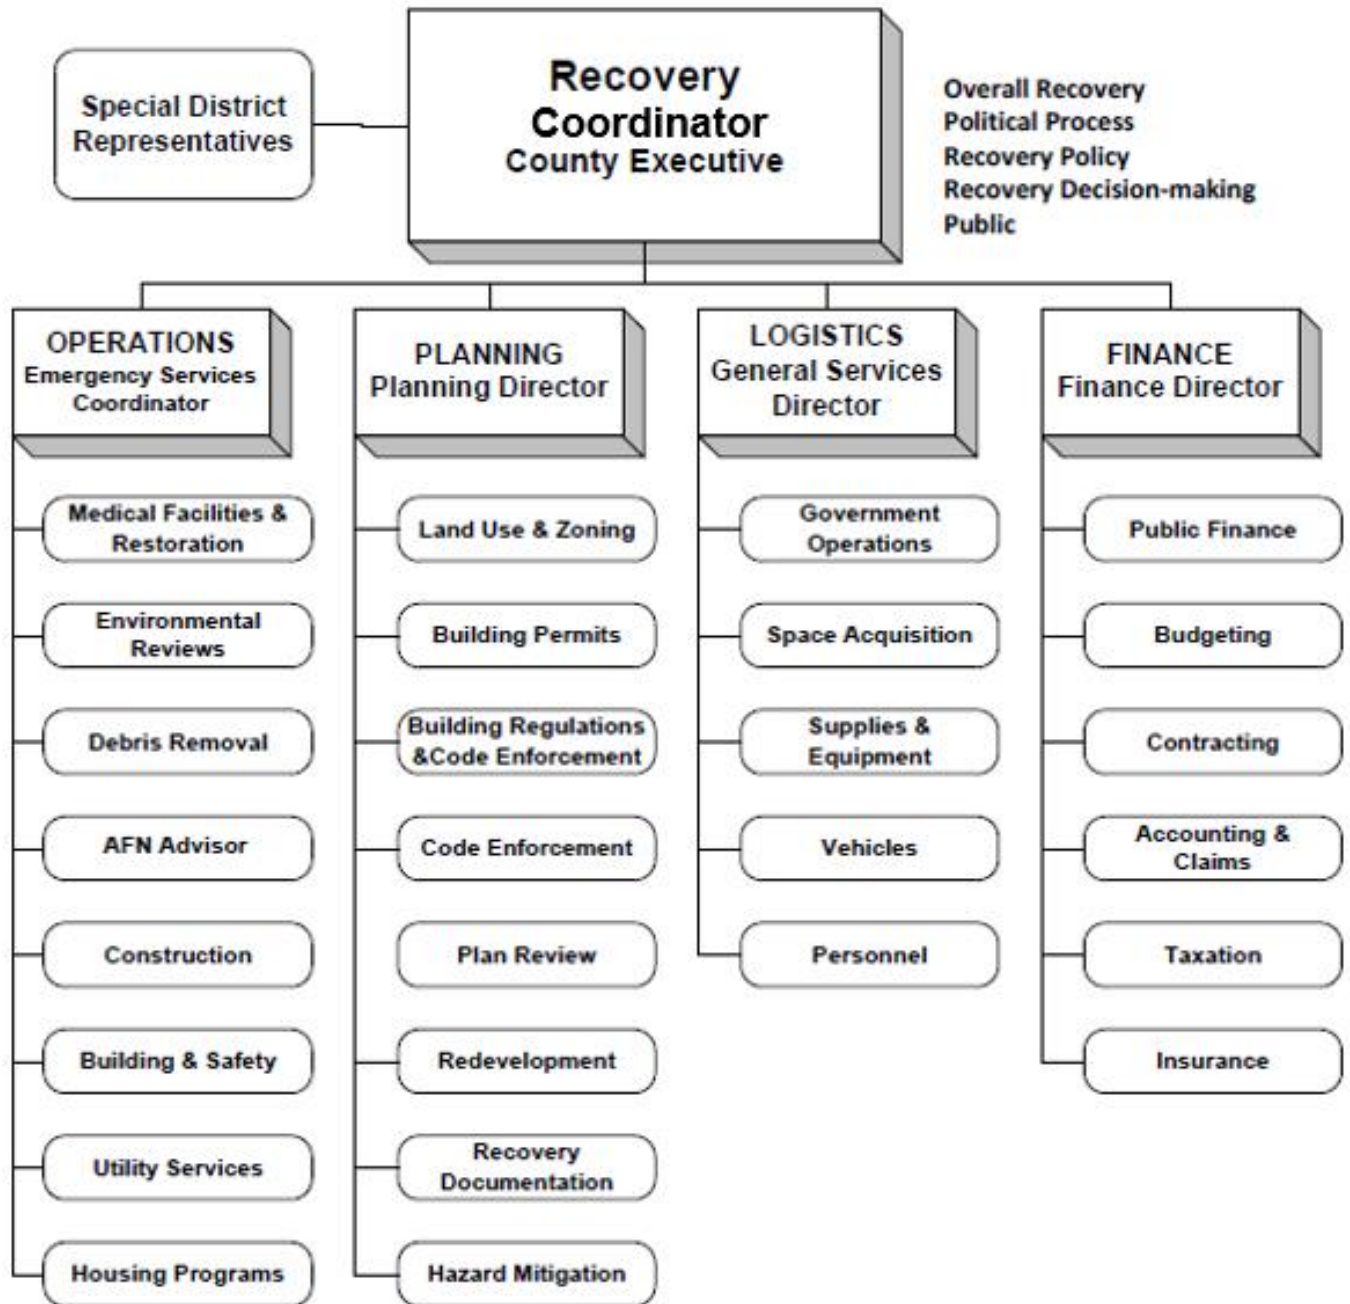 Special District
Representatives
Recovery
Coordinator
County Executive
Overall Recovery
Political Process
Recovery Policy
Recovery Decision-making
Public
OPERATIONS
Emergency Services
Coordinator
Medical Facilities &
Restoration
Environmental
Reviews
Debris Removal
AFN Advisor
Construction
Building & Safety
Utility Services
Housing Programs
PLANNING
Planning Director
Land Use & Zoning
Building Permits
Building Regulations
&Code Enforcement
Code Enforcement
Plan Review
Redevelopment
Recovery
Documentation
Hazard Mitigation
LOGISTICS
General Services
Director
Government
Operations
Space Acquisition
Supplies &
Equipment
Vehicles
Personnel
FINANCE
Finance Director
Public Finance
Budgeting
Contracting
Accounting &
Claims
Taxation
Insurance